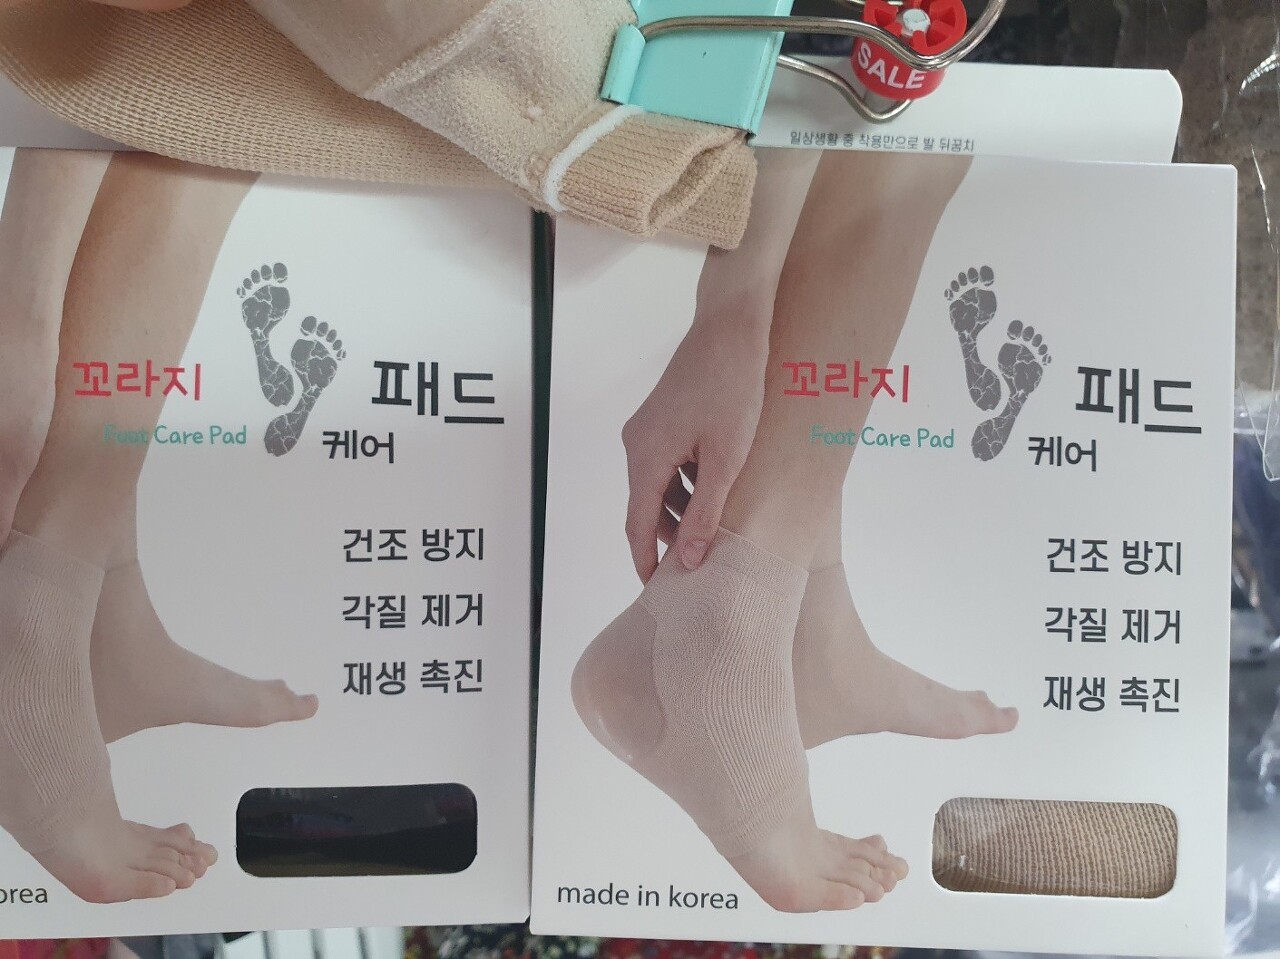 SALE
일상생활 중 착용만으로 발 뒤꿈치
꼬라지
Foot Care Pad
케어
패드
건조 방지
각질 제거
재생 촉진
orea
꼬라지
Foot Care Pad
케어
패드
건조 방지
각질 제거
재생 촉진
made in korea